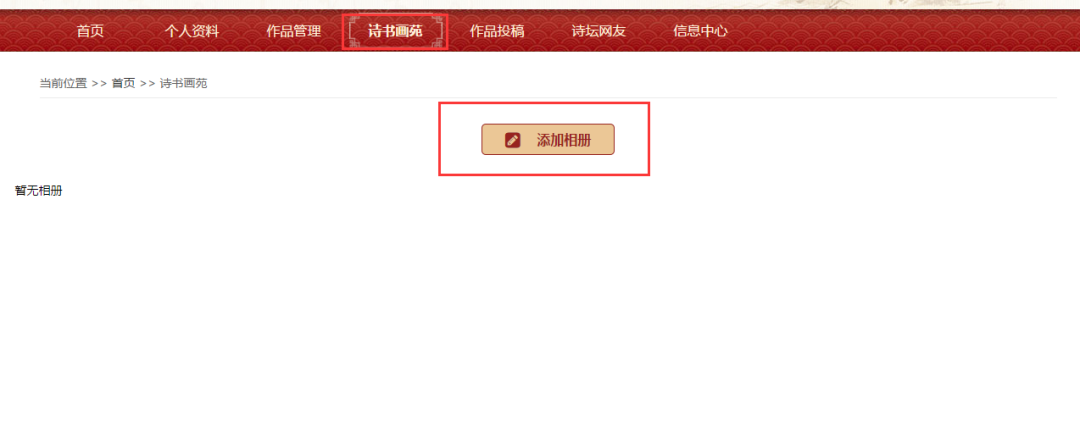 首页 个人资料 作品管理 诗书画苑 作品投稿 诗坛网友 信息中心
当前位置 >> 首页 >> 诗书画苑
添加相册
暂无相册